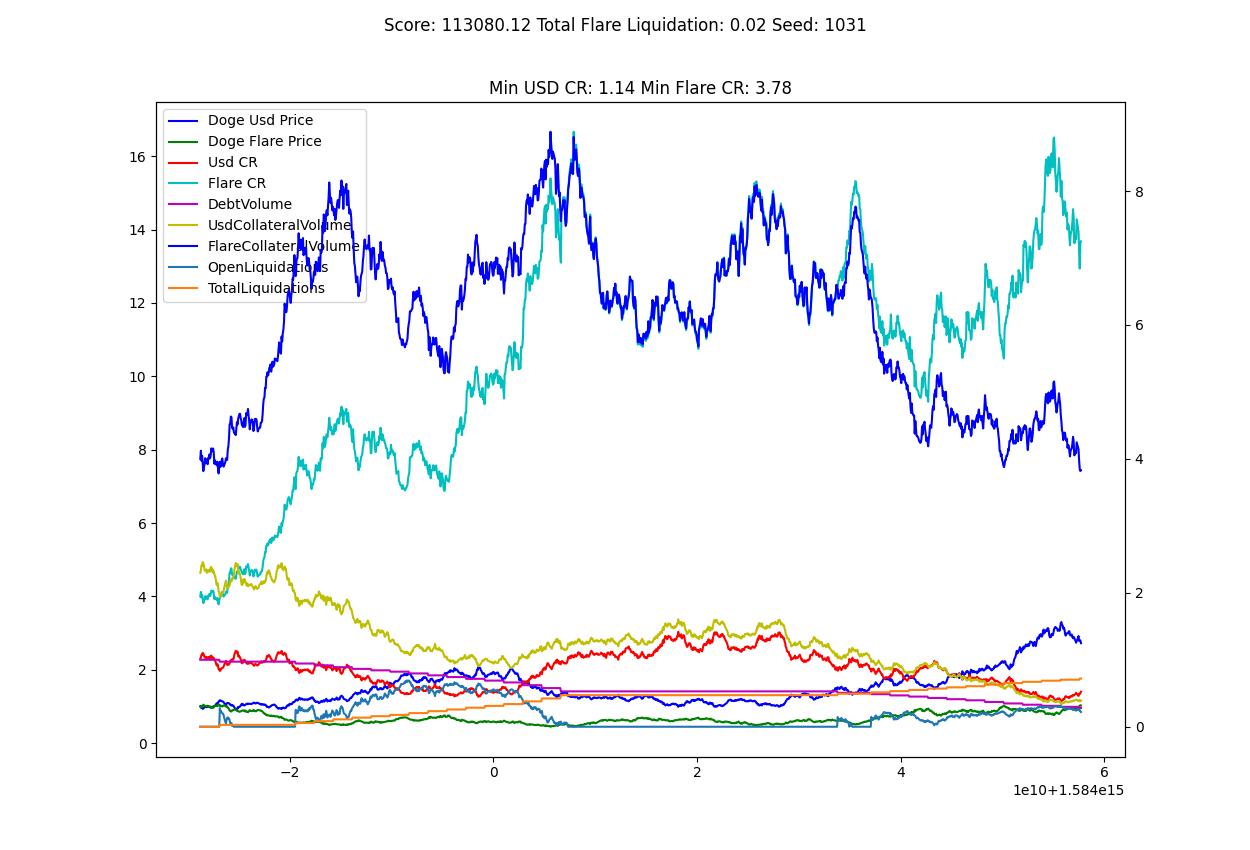 Score: 113080.12 Total Flare Liquidation: 0.02 Seed: 1031
Min USD CR: 1.14 Min Flare CR: 3.78
Doge Usd Price
Doge Flare Price
Usd CR
Flare CR
DebtVolume
UsdCollateralVolume
FlareCollateralVolume
OpenLiquidations
TotalLiquidations
16
14
12
10
8
6
4
2
0
8
6
4
2
0
−2 0 2 4 6
1e10+1.584e15